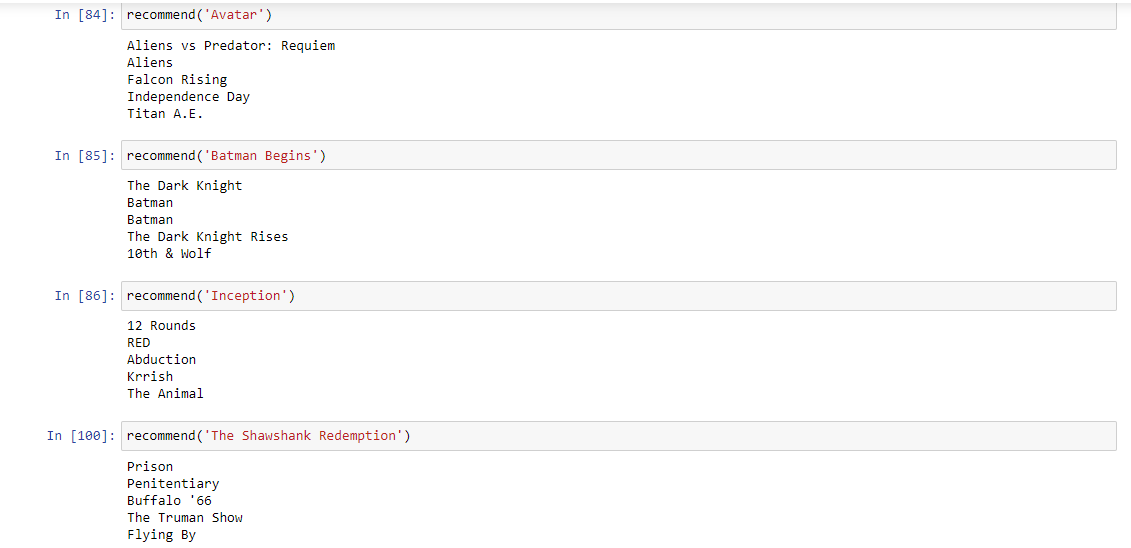 In [84]: recommend('Avatar')
Aliens vs Predator: Requiem
Aliens
Falcon Rising
Independence Day
Titan A.E.
In [85]: recommend('Batman Begins')
The Dark Knight
Batman
Batman
The Dark Knight Rises
10th & Wolf
In [86]: recommend('Inception')
12 Rounds
RED
Abduction
Krrish
The Animal
In [100]: recommend('The Shawshank Redemption')
Prison
Penitentiary
Buffalo '66
The Truman Show
Flying By